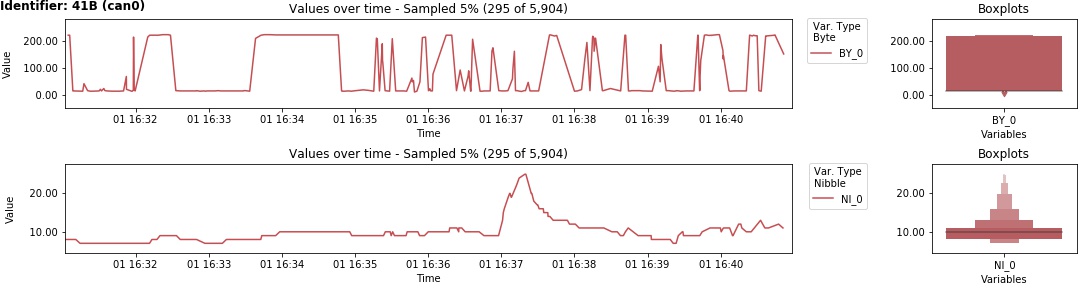 Identifier: 41B (can0)
Values over time - Sampled 5% (295 of 5,904)
Boxplots
Value
200.00
100.00
0.00
01 16:32 01 16:33 01 16:34 01 16:35 01 16:36 01 16:37 01 16:38 01 16:39 01 16:40
Time
Var. Type
Byte
BY_0
200.00
100.00
0.00
BY_0
Variables
Values over time - Sampled 5% (295 of 5,904)
Boxplots
Value
20.00
10.00
01 16:32 01 16:33 01 16:34 01 16:35 01 16:36 01 16:37 01 16:38 01 16:39 01 16:40
Time
Var. Type
Nibble
NI_0
20.00
10.00
NI_0
Variables